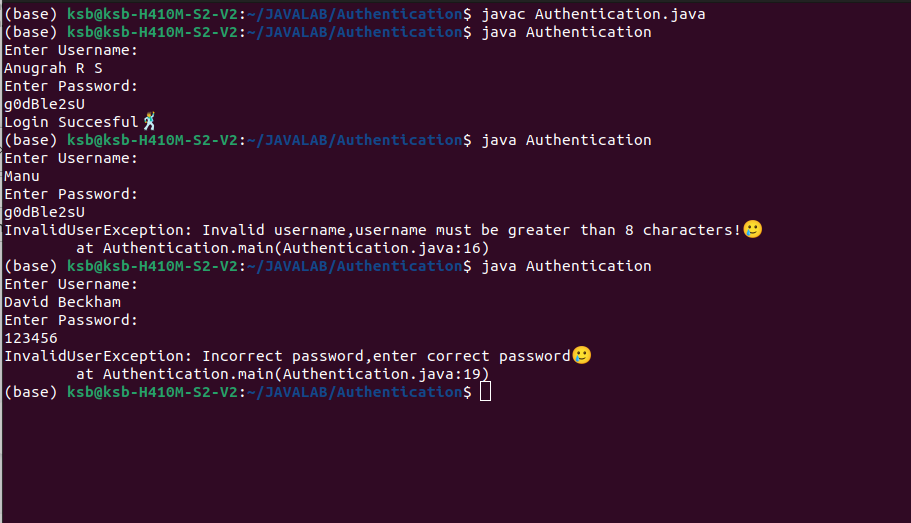 (base) ksb@ksb-H410M-S2-V2:~/JAVALAB/Authentication$ javac Authentication.java
(base) ksb@ksb-H410M-S2-V2:~/JAVALAB/Authentication$ java Authentication
Enter Username:
Anugrah R S
Enter Password:
g0dBle2sU
Login Succesful🕺
(base) ksb@ksb-H410M-S2-V2:~/JAVALAB/Authentication$ java Authentication
Enter Username:
Manu
Enter Password:
g0dBle2sU
InvalidUserException: Invalid username,username must be greater than 8 characters!🥲
        at Authentication.main(Authentication.java:16)
(base) ksb@ksb-H410M-S2-V2:~/JAVALAB/Authentication$ java Authentication
Enter Username:
David Beckham
Enter Password:
123456
InvalidUserException: Incorrect password,enter correct password🥲
        at Authentication.main(Authentication.java:19)
(base) ksb@ksb-H410M-S2-V2:~/JAVALAB/Authentication$